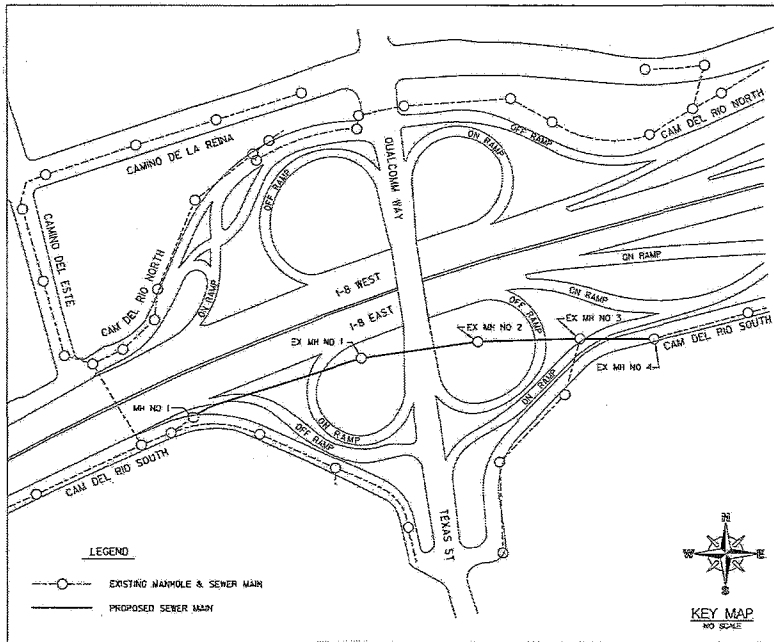 CAM DEL RIO NORTH
OFF RAMP
ON RAMP
CAMINO DE LA REINA
QUALCOMM WAY
OFF RAMP
CAMINO DEL ESTE
CAM DEL RIO NORTH
ON RAMP
I-8 WEST
I-8 EAST
ON RAMP
ON RAMP
OFF RAMP
EX MH NO 1
EX MH NO 2
EX MH NO 3
EX MH NO 4
CAM DEL RIO SOUTH
MH NO 1
ON RAMP
OFF RAMP
ON RAMP
CAM DEL RIO SOUTH
TEXAS ST
LEGEND
EXISTING MANHOLE & SEWER MAIN
PROPOSED SEWER MAIN
N
W E
S
KEY MAP
NO SCALE